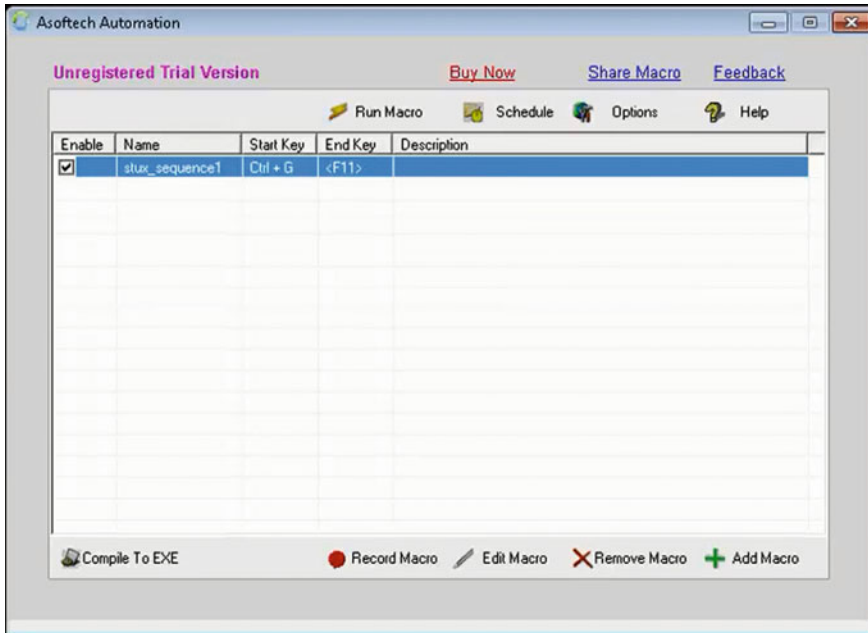 Asoftech Automation
Unregistered Trial Version Buy Now Share Macro Feedback
Run Macro Schedule Options Help
Enable Name Start Key End Key Description
stux_sequence1 Ctrl + G <F11>
Compile To EXE Record Macro Edit Macro Remove Macro Add Macro